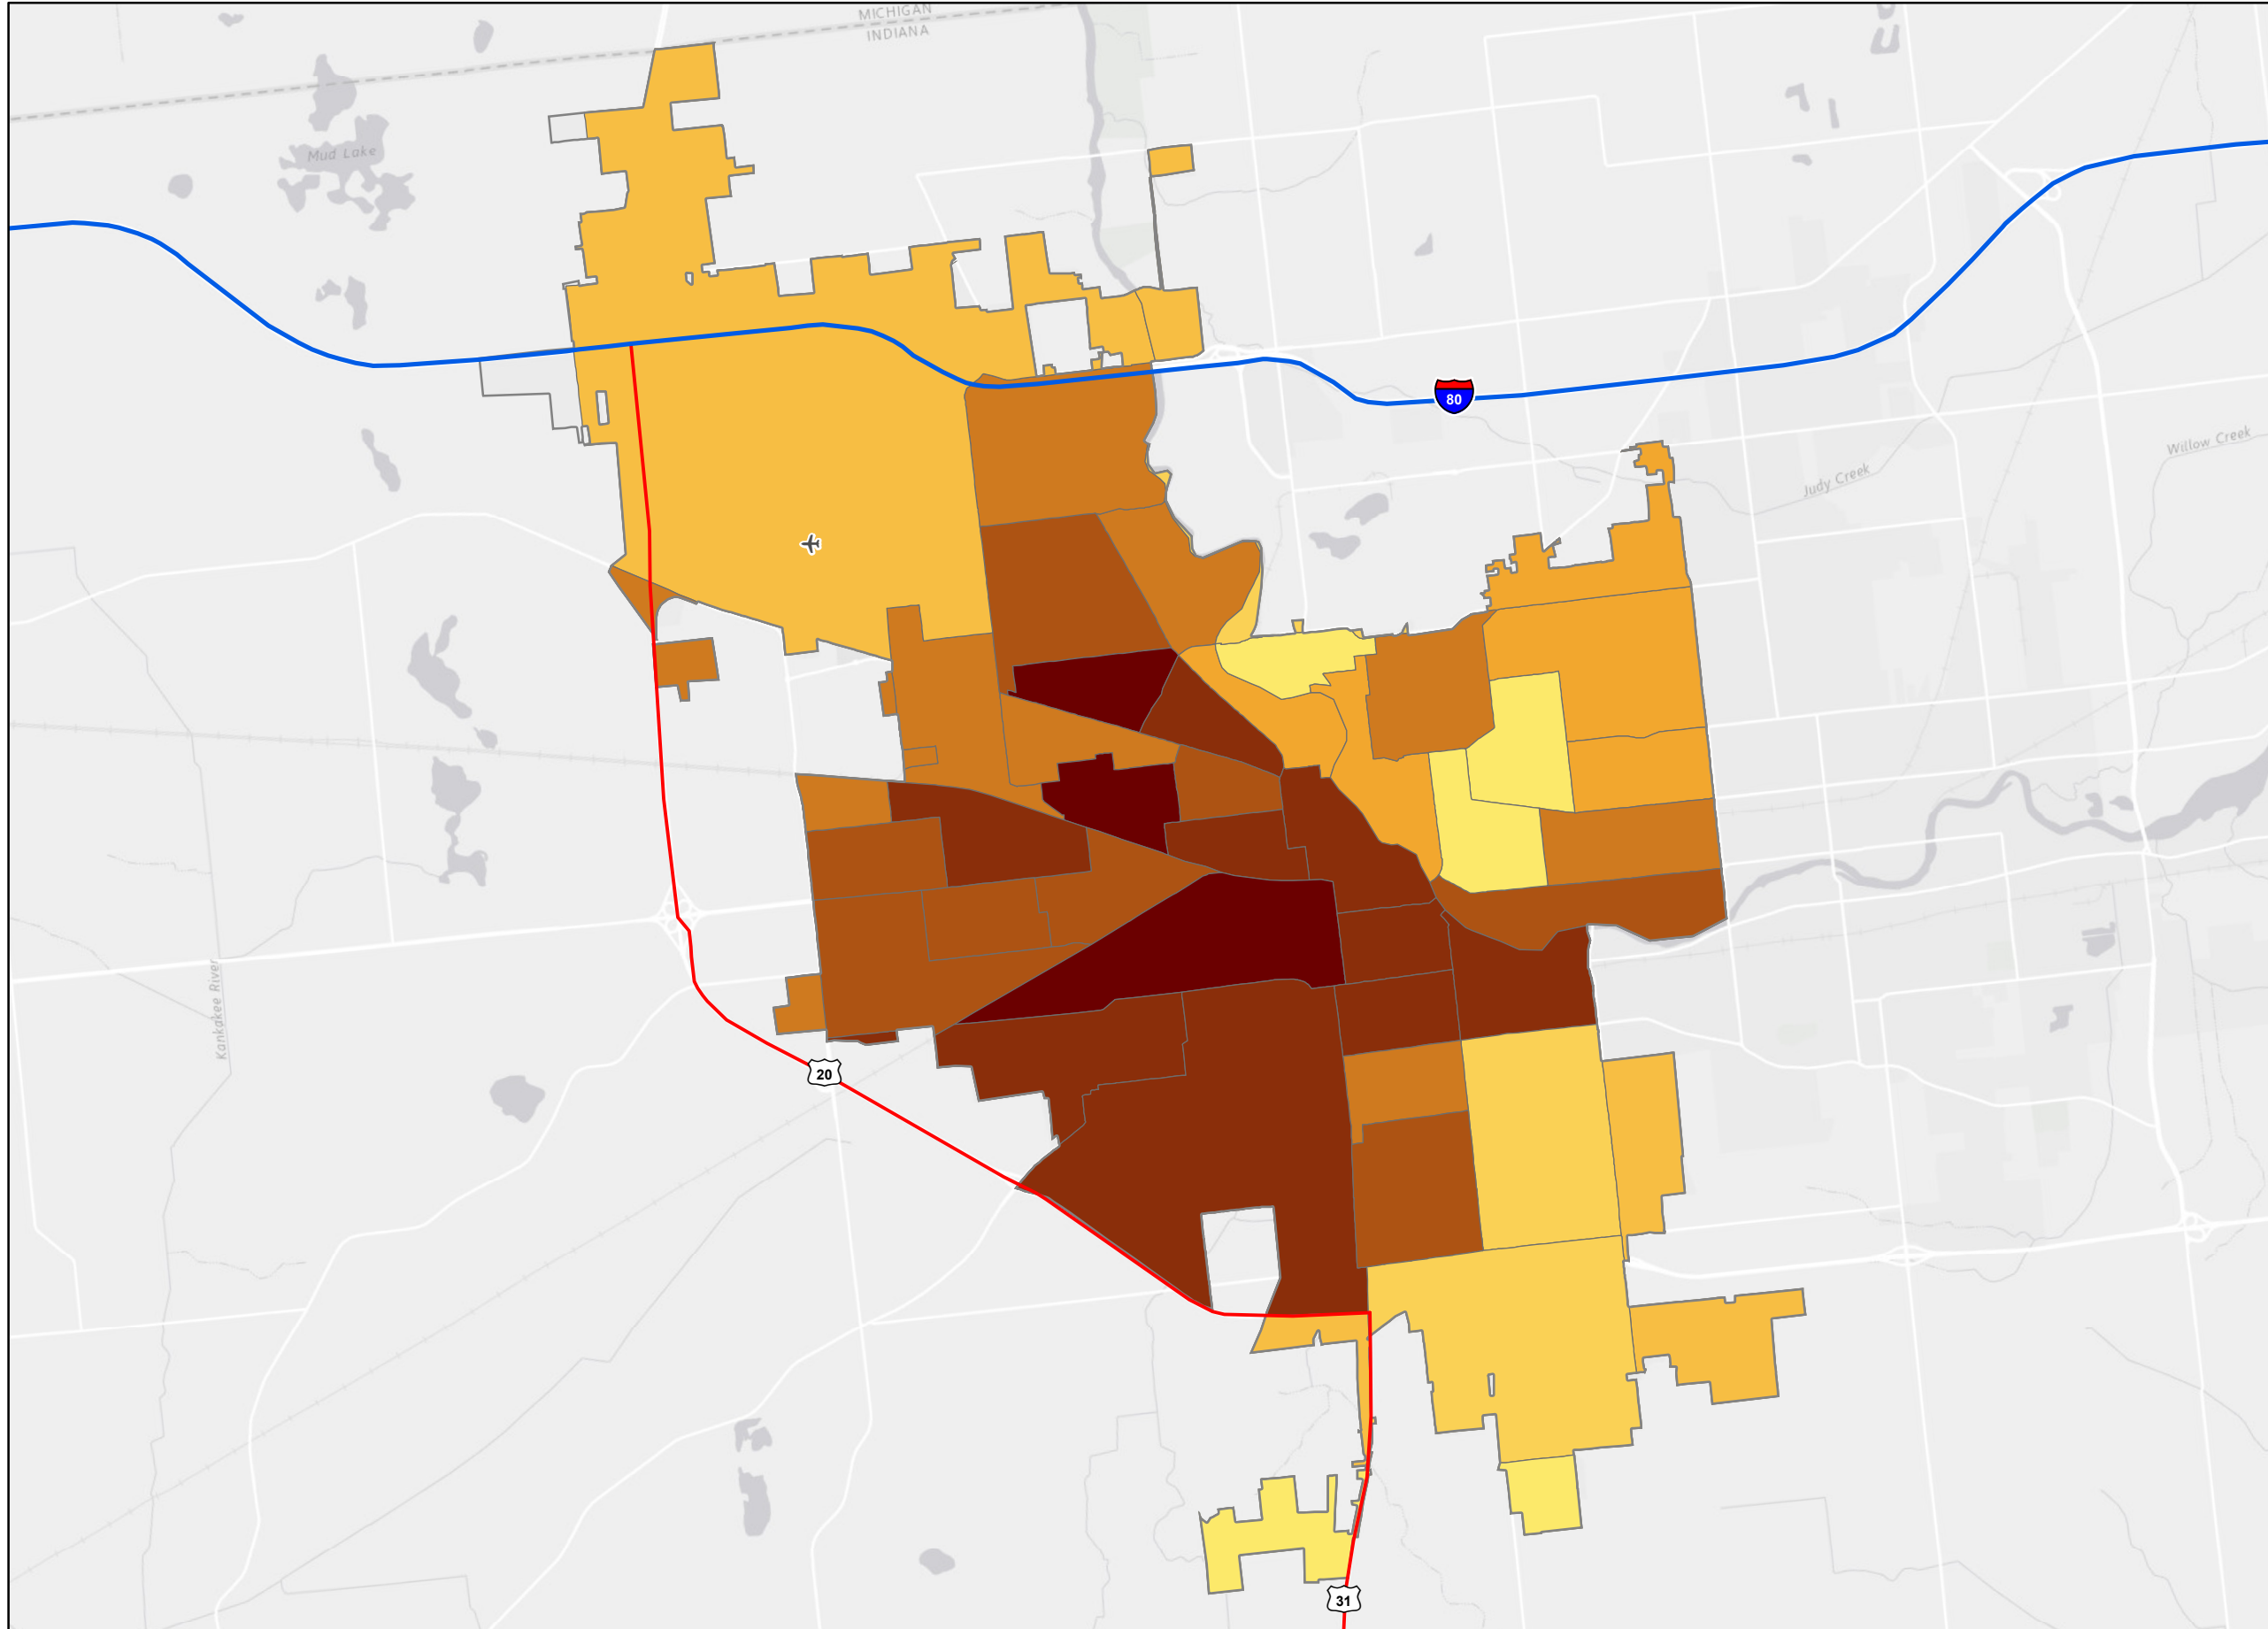 MICHIGAN
INDIANA
Mud Lake
80
Willow Creek
Judy Creek
Kankakee River
20
31